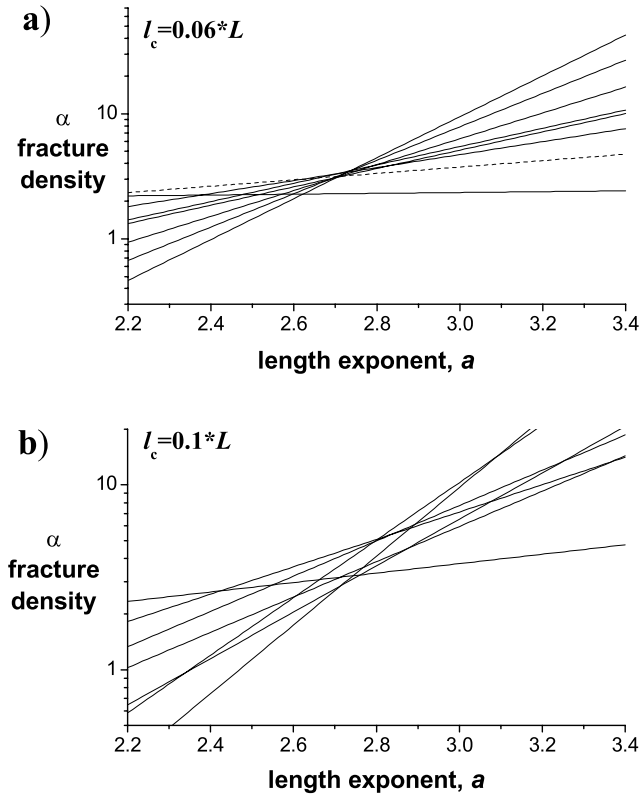 a)
l_c=0.06*L
α
fracture
density
10
1
2.2 2.4 2.6 2.8 3.0 3.2 3.4
length exponent, a
b)
l_c=0.1*L
α
fracture
density
10
1
2.2 2.4 2.6 2.8 3.0 3.2 3.4
length exponent, a